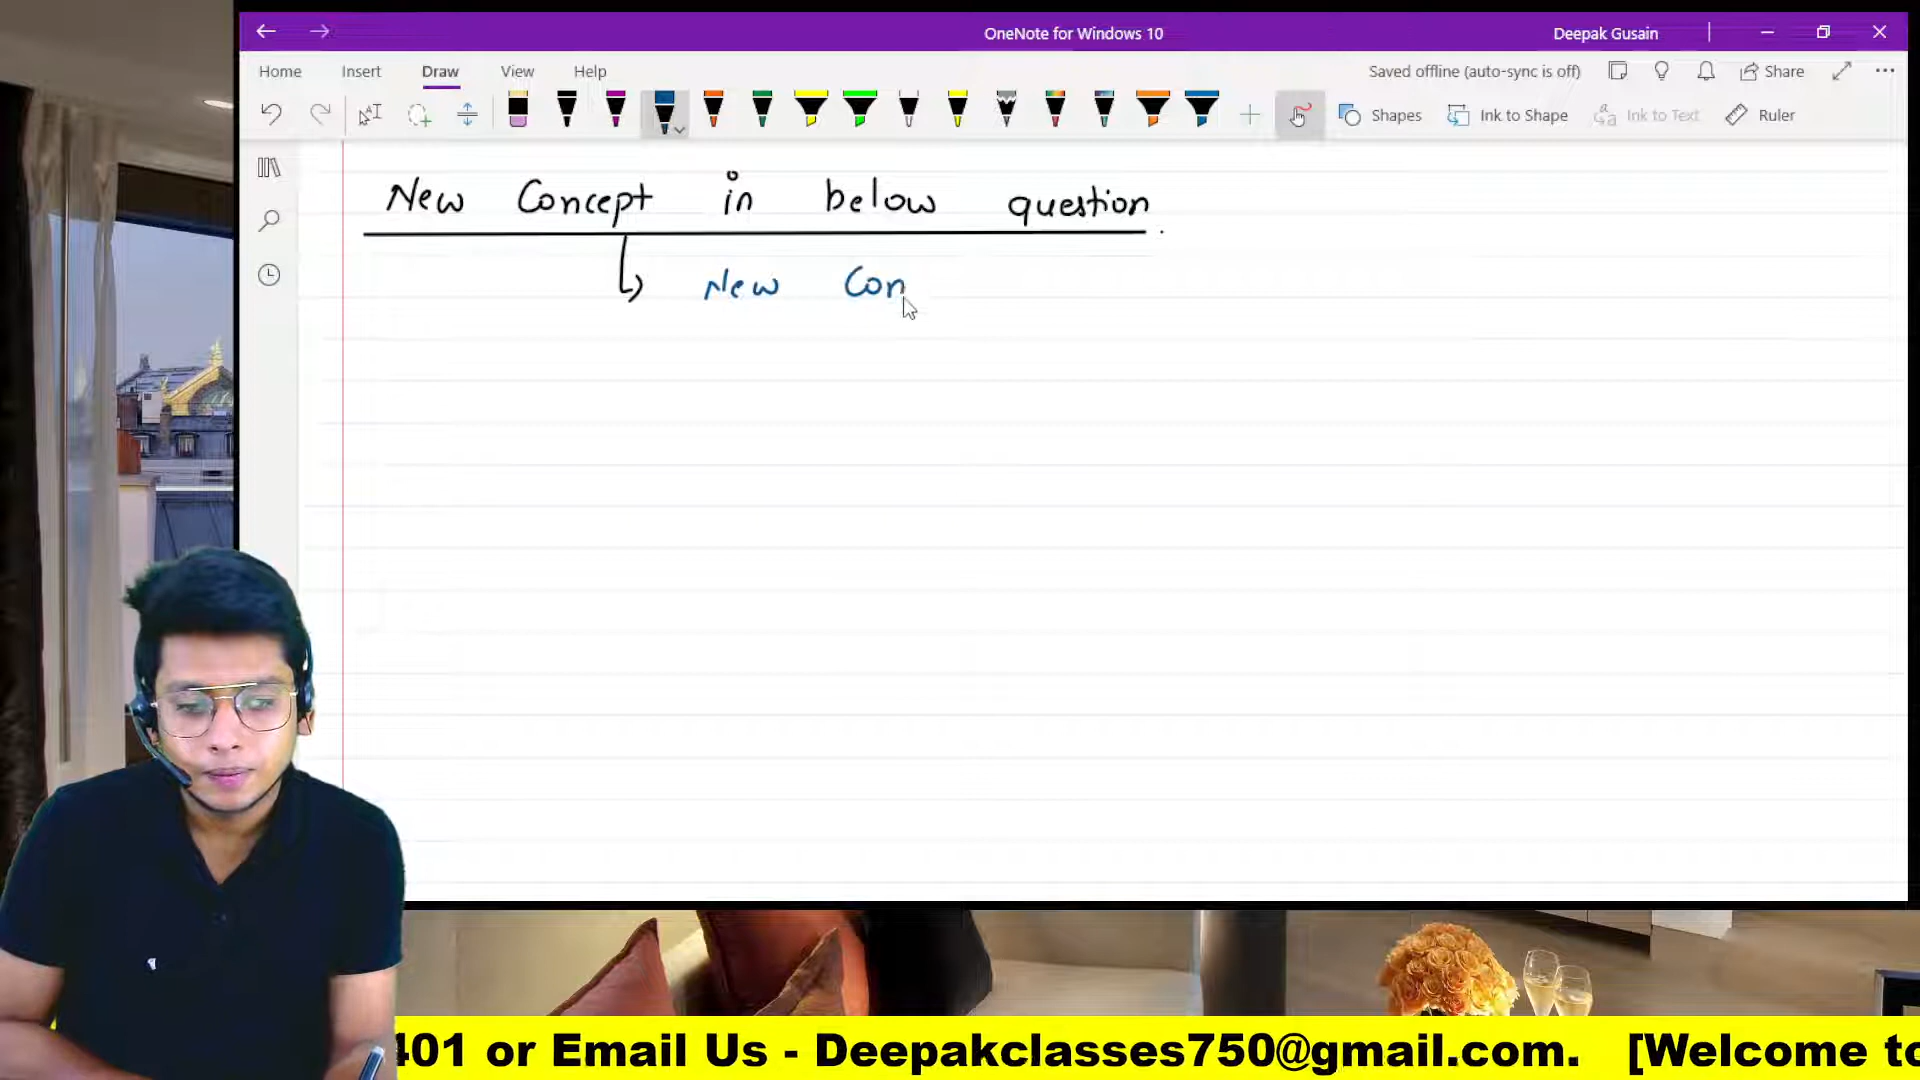 OneNote for Windows 10
Deepak Gusain
Home Insert Draw View Help
Saved offline (auto-sync is off)
Share
Shapes
Ink to Shape
Ink to Text
Ruler
New Concept in below question.
New Con
401 or Email Us - Deepakclasses750@gmail.com. [Welcome to